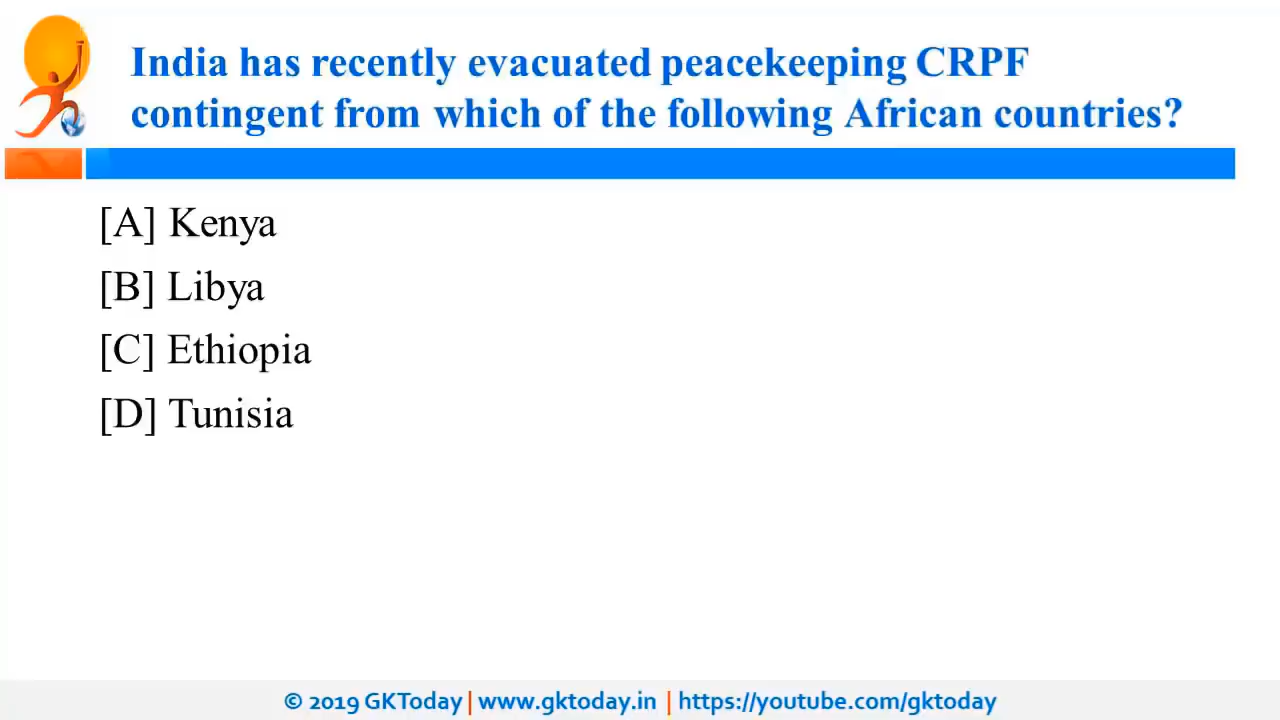 India has recently evacuated peacekeeping CRPF
contingent from which of the following African countries?
[A] Kenya
[B] Libya
[C] Ethiopia
[D] Tunisia
© 2019 GKToday | www.gktoday.in | https://youtube.com/gktoday